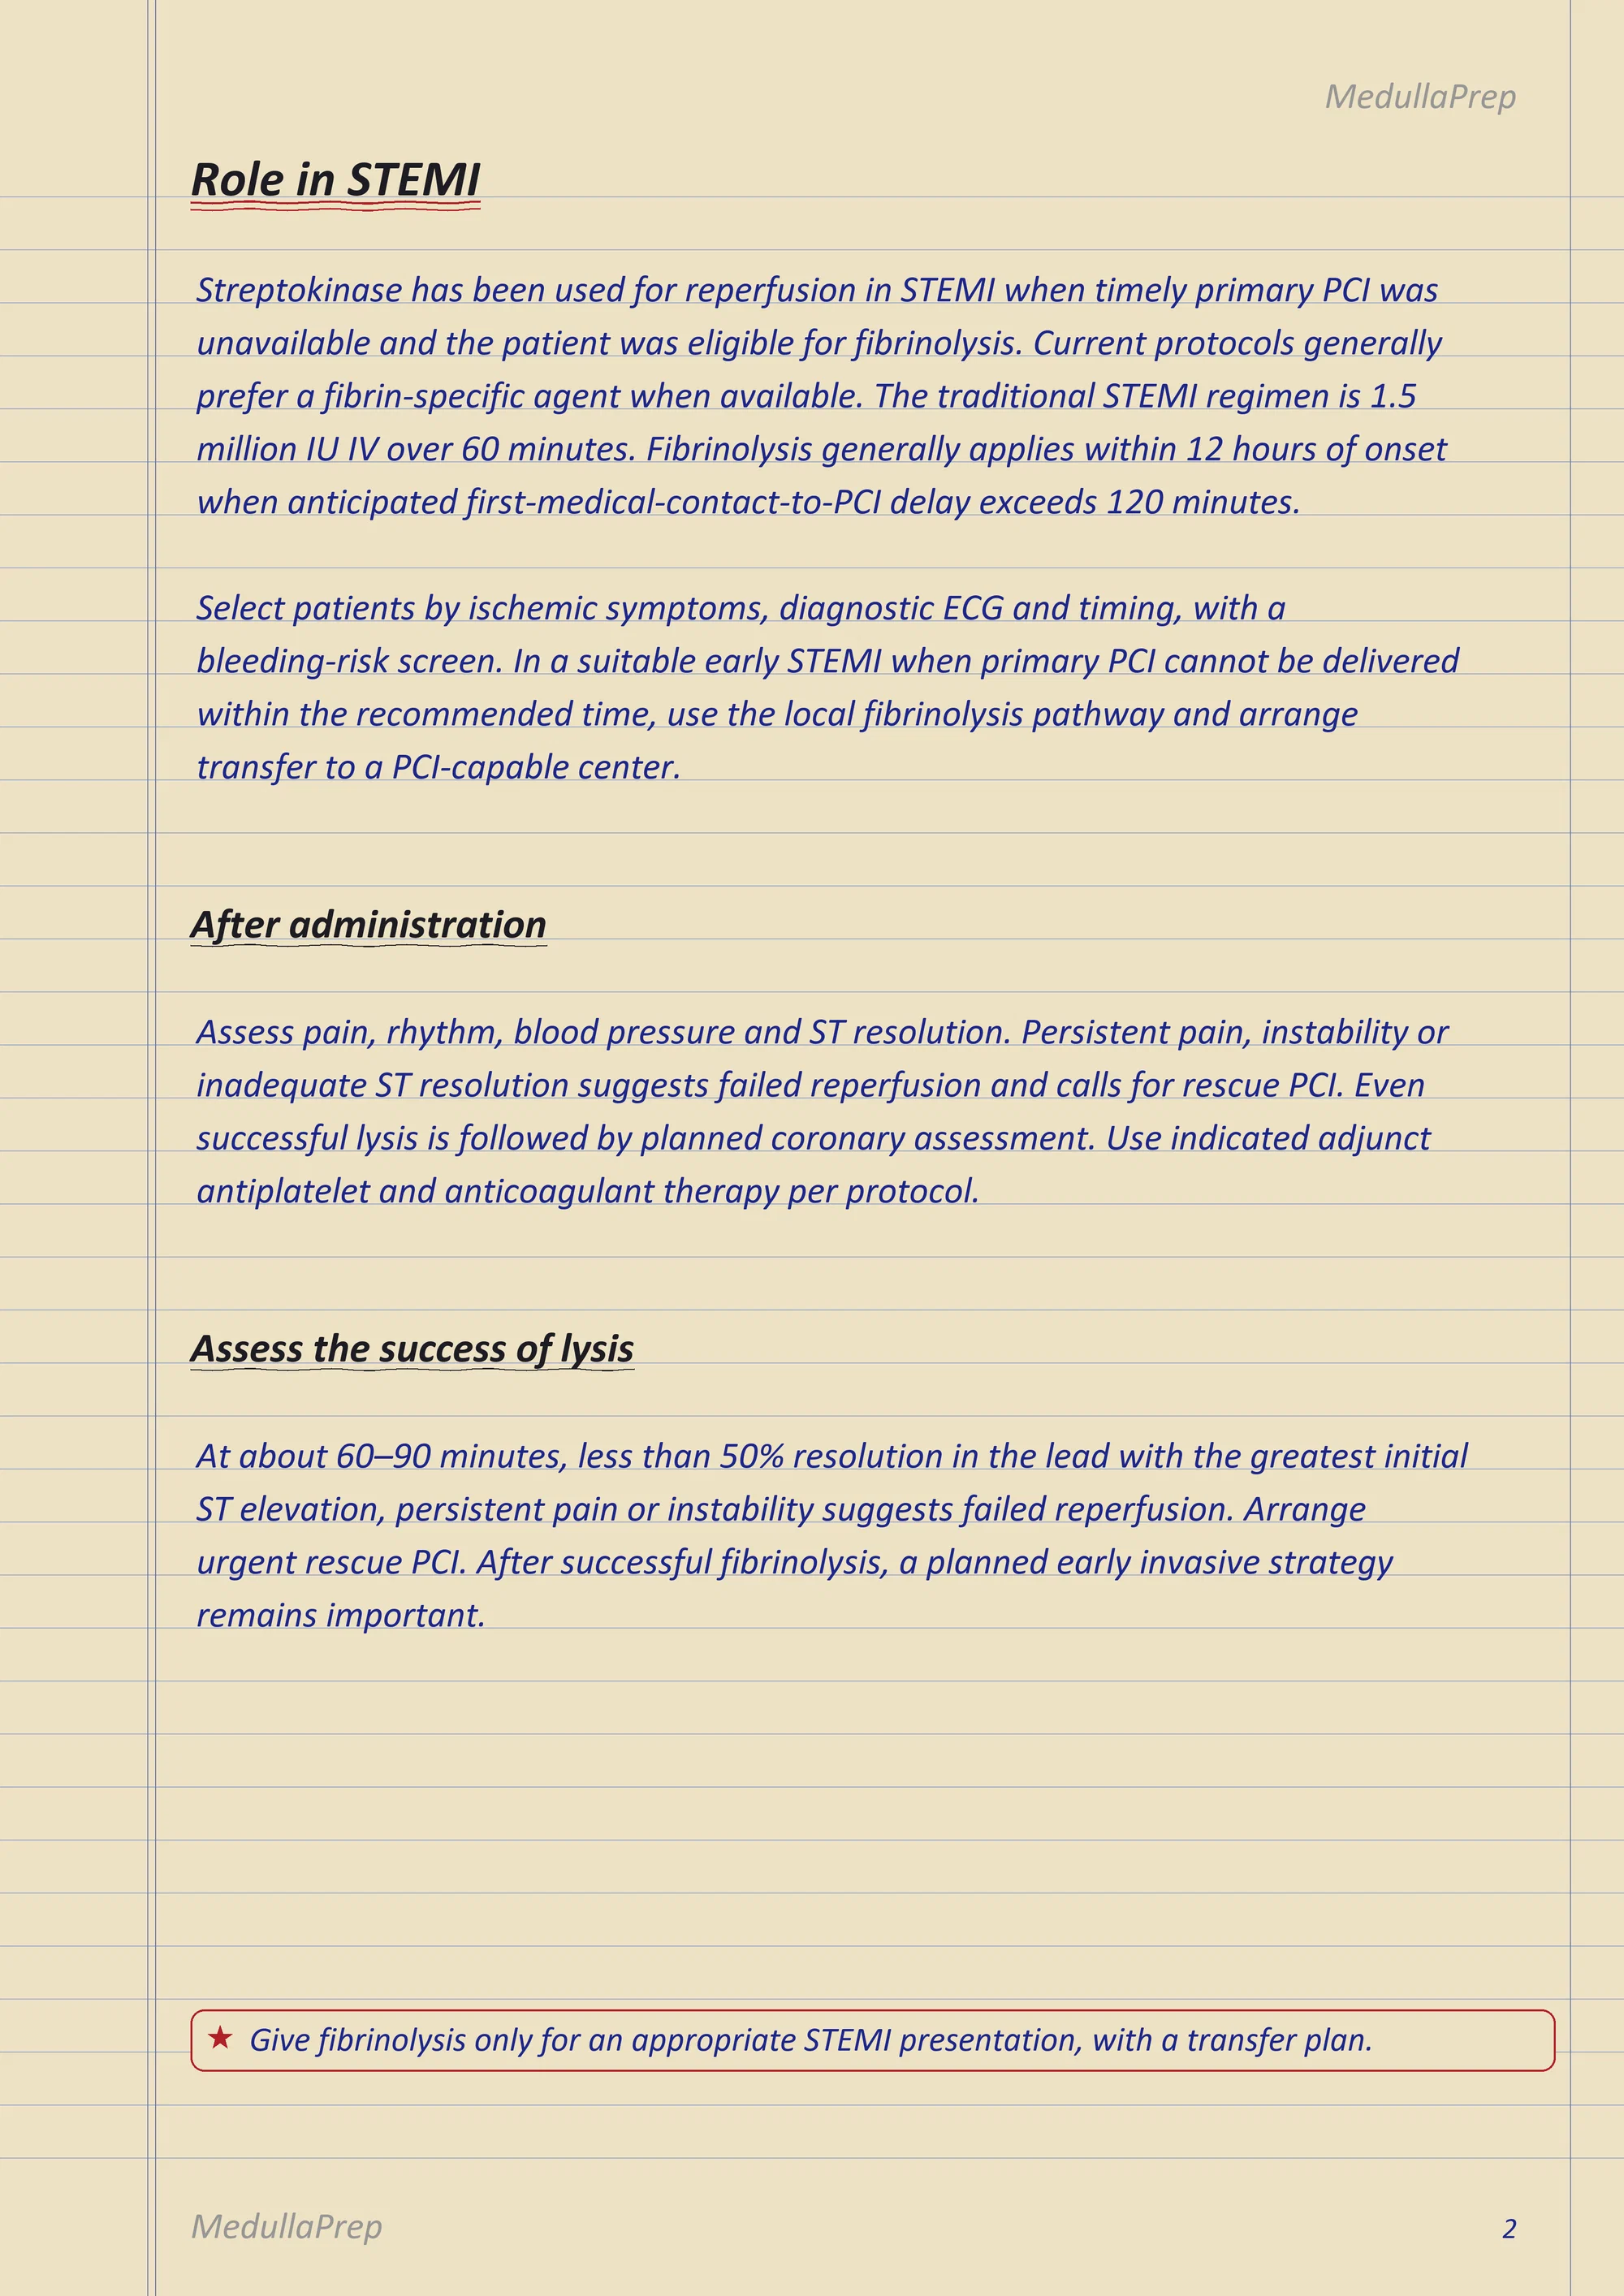 MedullaPrep
Role in STEMI
Streptokinase has been used for reperfusion in STEMI when timely primary PCI was
unavailable and the patient was eligible for fibrinolysis. Current protocols generally
prefer a fibrin-specific agent when available. The traditional STEMI regimen is 1.5
million IU IV over 60 minutes. Fibrinolysis generally applies within 12 hours of onset
when anticipated first-medical-contact-to-PCI delay exceeds 120 minutes.
Select patients by ischemic symptoms, diagnostic ECG and timing, with a
bleeding-risk screen. In a suitable early STEMI when primary PCI cannot be delivered
within the recommended time, use the local fibrinolysis pathway and arrange
transfer to a PCI-capable center.
After administration
Assess pain, rhythm, blood pressure and ST resolution. Persistent pain, instability or
inadequate ST resolution suggests failed reperfusion and calls for rescue PCI. Even
successful lysis is followed by planned coronary assessment. Use indicated adjunct
antiplatelet and anticoagulant therapy per protocol.
Assess the success of lysis
At about 60–90 minutes, less than 50% resolution in the lead with the greatest initial
ST elevation, persistent pain or instability suggests failed reperfusion. Arrange
urgent rescue PCI. After successful fibrinolysis, a planned early invasive strategy
remains important.
★ Give fibrinolysis only for an appropriate STEMI presentation, with a transfer plan.
MedullaPrep
2